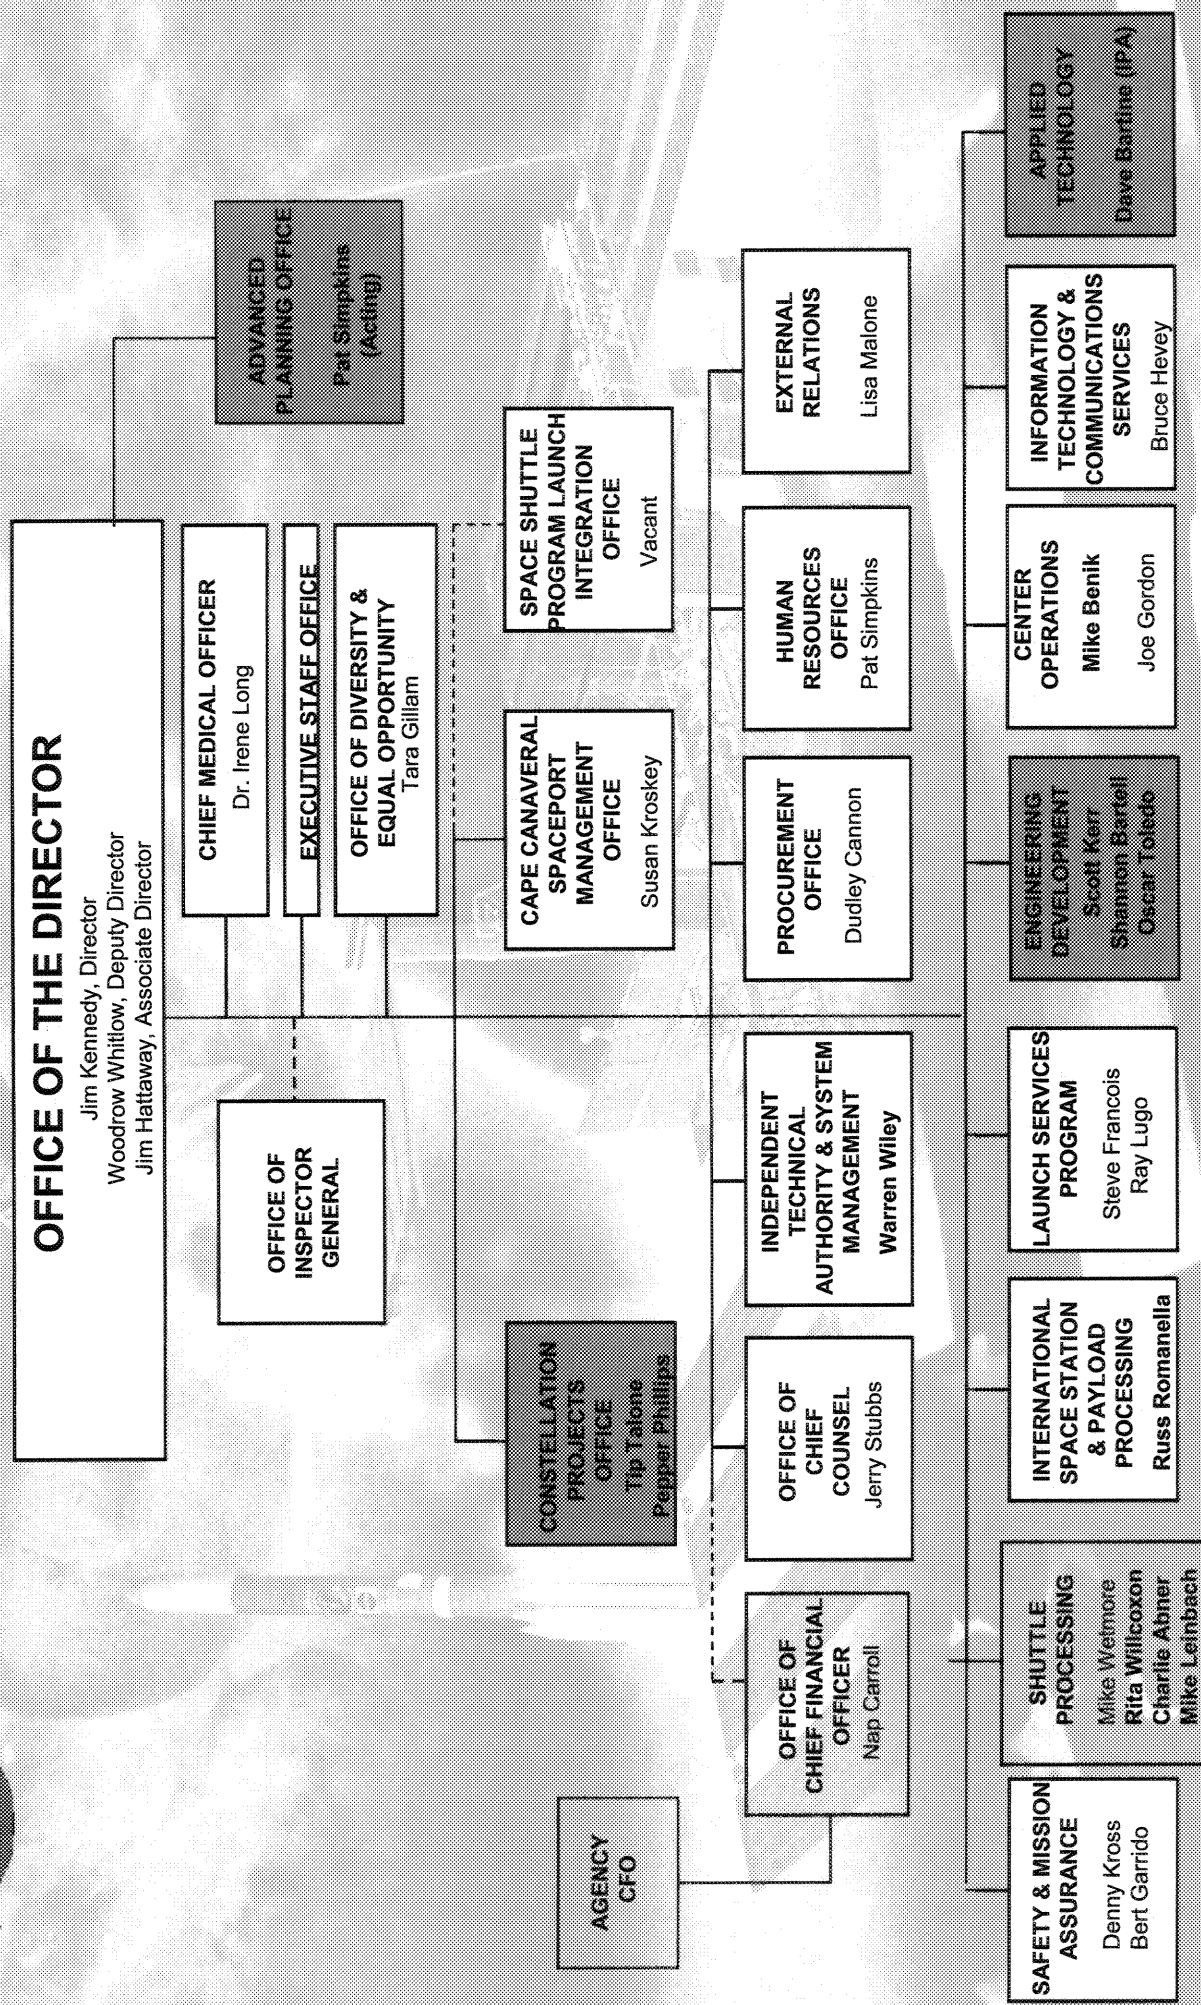 OFFICE OF THE DIRECTOR
Jim Kennedy, Director
Woodrow Whitlow, Deputy Director
Jim Hattaway, Associate Director
ADVANCED
PLANNING OFFICE
Pat Simpkins
(Acting)
OFFICE OF
INSPECTOR
GENERAL
CHIEF MEDICAL OFFICER
Dr. Irene Long
EXECUTIVE STAFF OFFICE
OFFICE OF DIVERSITY &
EQUAL OPPORTUNITY
Tara Gillam
CONSTELLATION
PROJECTS
OFFICE
Tip Talone
Pepper Phillips
CAPE CANAVERAL
SPACEPORT
MANAGEMENT
OFFICE
Susan Kroskey
SPACE SHUTTLE
PROGRAM LAUNCH
INTEGRATION
OFFICE
Vacant
AGENCY
CFO
OFFICE OF
CHIEF FINANCIAL
OFFICER
Nap Carroll
OFFICE OF
CHIEF
COUNSEL
Jerry Stubbs
INDEPENDENT
TECHNICAL
AUTHORITY & SYSTEM
MANAGEMENT
Warren Wiley
PROCUREMENT
OFFICE
Dudley Cannon
HUMAN
RESOURCES
OFFICE
Pat Simpkins
EXTERNAL
RELATIONS
Lisa Malone
SAFETY & MISSION
ASSURANCE
Denny Kross
Bert Garrido
SHUTTLE
PROCESSING
Mike Wetmore
Rita Willcoxon
Charlie Abner
Mike Leinbach
INTERNATIONAL
SPACE STATION
& PAYLOAD
PROCESSING
Russ Romanella
LAUNCH SERVICES
PROGRAM
Steve Francois
Ray Lugo
ENGINEERING
DEVELOPMENT
Scott Kerr
Shannon Bartell
Oscar Toledo
CENTER
OPERATIONS
Mike Benik
Joe Gordon
INFORMATION
TECHNOLOGY &
COMMUNICATIONS
SERVICES
Bruce Hevey
APPLIED
TECHNOLOGY
Dave Bartine (IPA)